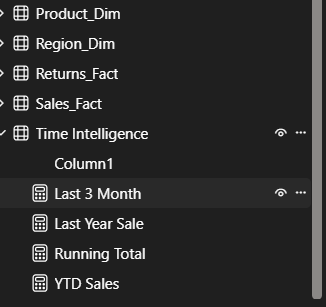 Product_Dim
Region_Dim
Returns_Fact
Sales_Fact
Time Intelligence
Column1
Last 3 Month
Last Year Sale
Running Total
YTD Sales